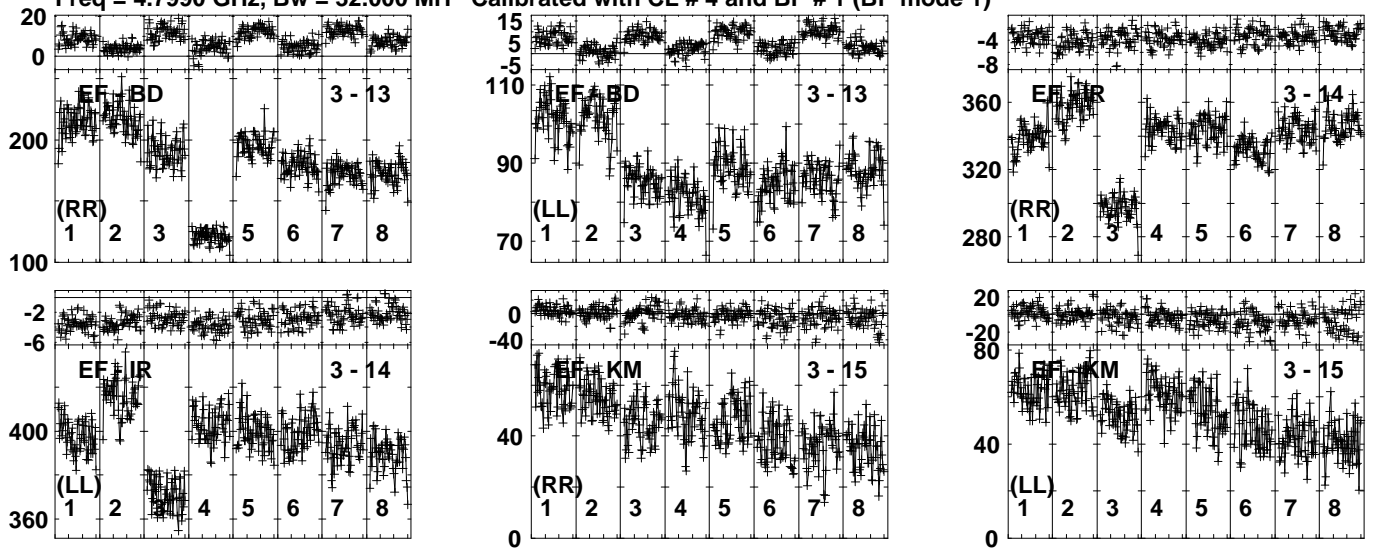 Freq = 4.7990 GHz, Bw = 32.000 MH Calibrated with CL # 4 and BP # 1 (BP mode 1)
20
0
EF - BD 3 - 13
200
(RR)
1 2 3 4 5 6 7 8
100
15
5
-5
110
EF - BD 3 - 13
90
(LL)
1 2 3 4 5 6 7 8
70
-4
-8
360
EF - IR 3 - 14
320
(RR)
1 2 3 4 5 6 7 8
280
-2
-6
EF - IR 3 - 14
400
(LL)
1 2 3 4 5 6 7 8
360
0
-40
EF - KM 3 - 15
40
(RR)
1 2 3 4 5 6 7 8
0
20
-20
80
EF - KM 3 - 15
40
(LL)
1 2 3 4 5 6 7 8
0